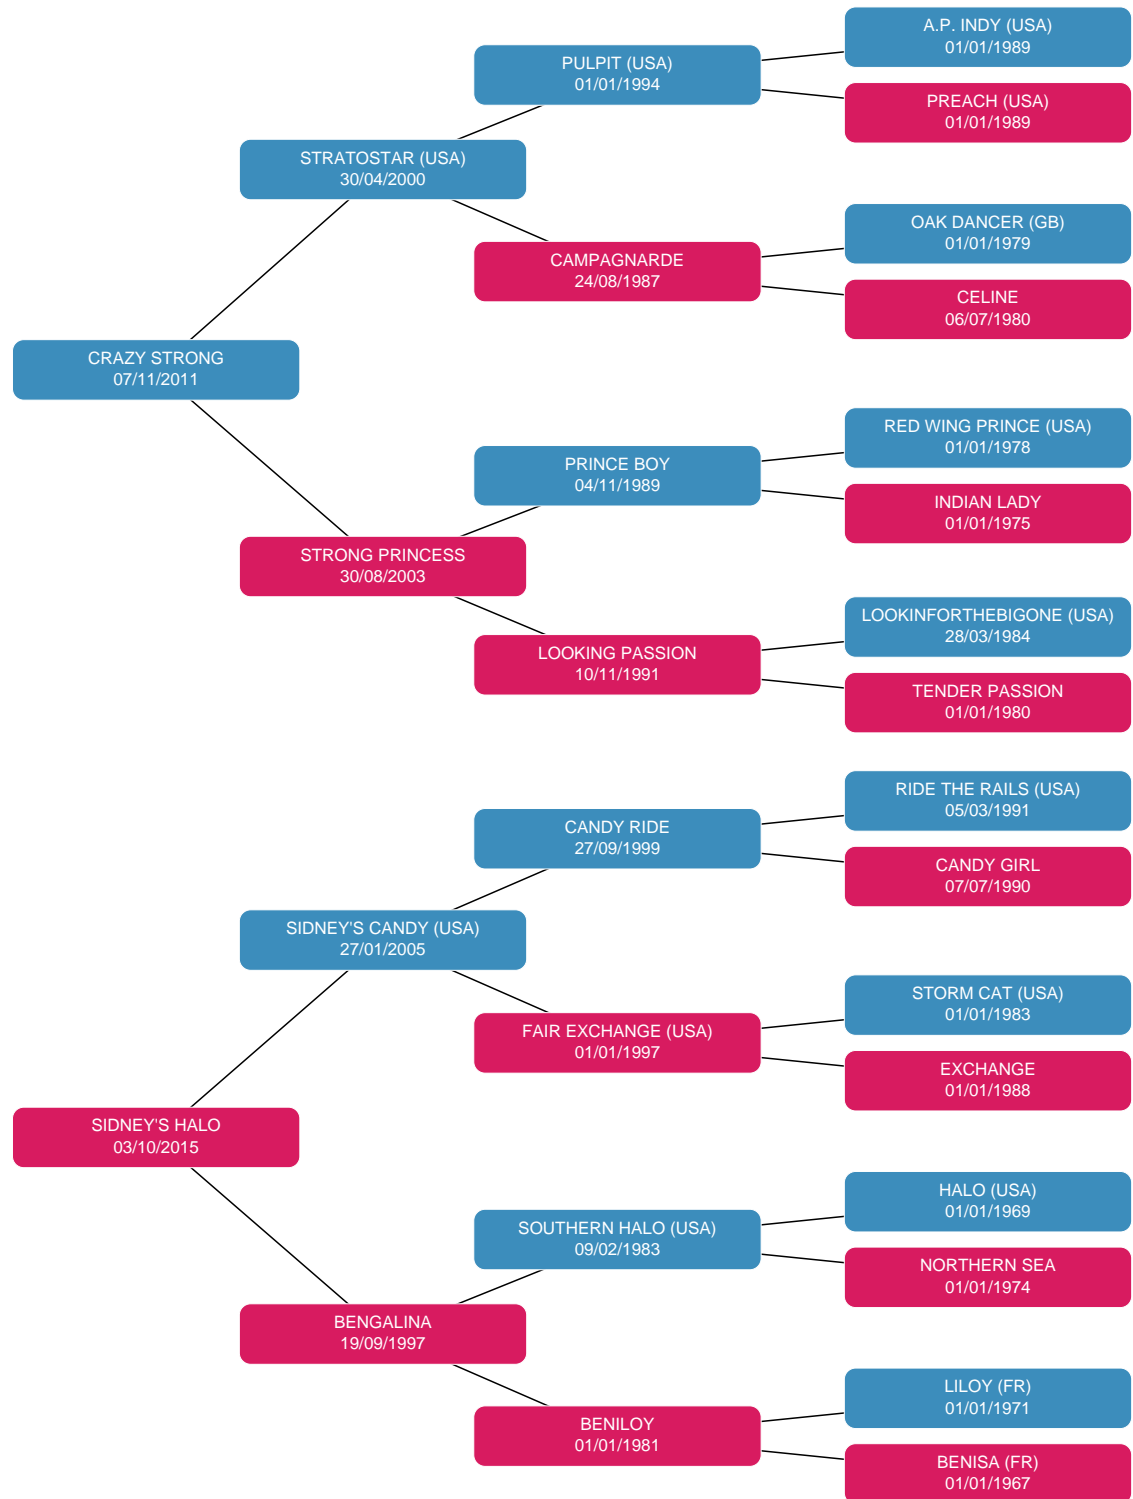 A.P. INDY (USA)
01/01/1989
PULPIT (USA)
01/01/1994
PREACH (USA)
01/01/1989
STRATOSTAR (USA)
30/04/2000
OAK DANCER (GB)
01/01/1979
CAMPAGNARDE
24/08/1987
CELINE
06/07/1980
CRAZY STRONG
07/11/2011
RED WING PRINCE (USA)
01/01/1978
PRINCE BOY
04/11/1989
INDIAN LADY
01/01/1975
STRONG PRINCESS
30/08/2003
LOOKINFORTHEBIGONE (USA)
28/03/1984
LOOKING PASSION
10/11/1991
TENDER PASSION
01/01/1980
RIDE THE RAILS (USA)
05/03/1991
CANDY RIDE
27/09/1999
CANDY GIRL
07/07/1990
SIDNEY'S CANDY (USA)
27/01/2005
STORM CAT (USA)
01/01/1983
FAIR EXCHANGE (USA)
01/01/1997
EXCHANGE
01/01/1988
SIDNEY'S HALO
03/10/2015
HALO (USA)
01/01/1969
SOUTHERN HALO (USA)
09/02/1983
NORTHERN SEA
01/01/1974
BENGALINA
19/09/1997
LILOY (FR)
01/01/1971
BENILOY
01/01/1981
BENISA (FR)
01/01/1967